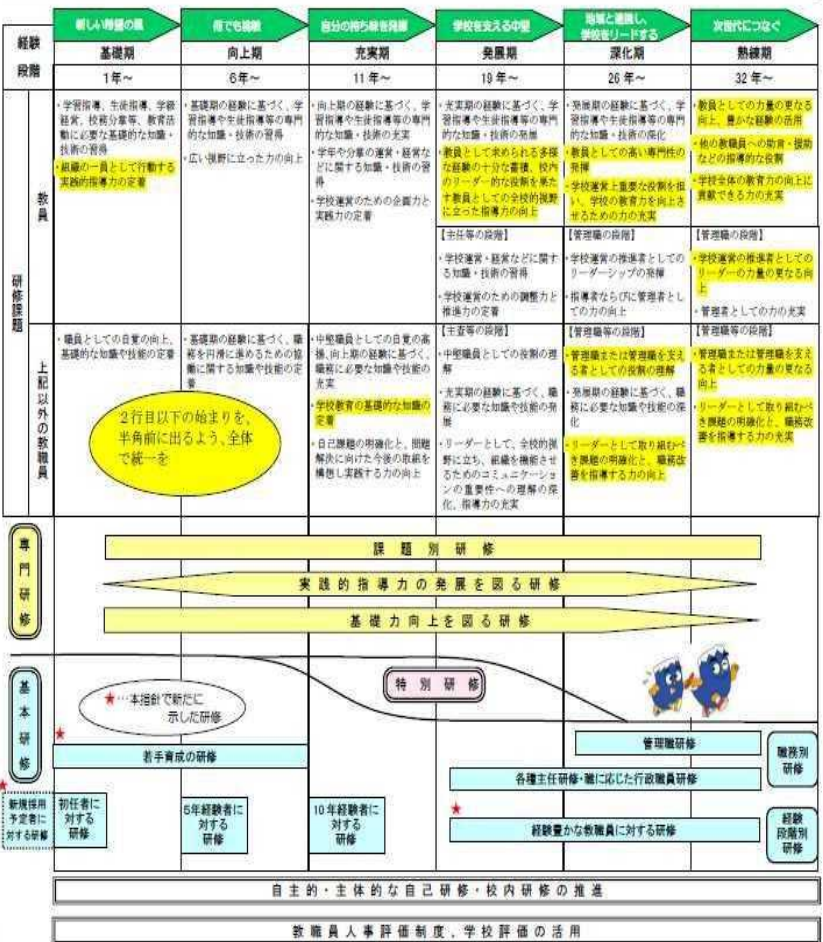 経験
段階
新しい希望の風
何でも挑戦
自分の持ち味を発揮
学校を支える中堅
地域と連携し、
学校をリードする
次世代につなぐ
基礎期
向上期
充実期
発展期
深化期
熟練期
1年～
6年～
11年～
19年～
26年～
32年～
研修課題
教員
・学習指導、生徒指導、学級
経営、校務分掌等、教育活
動に必要な基礎的な知識・
技術の習得
・組織の一員として行動する
実践的指導力の定着
・基礎期の経験に基づく、学
習指導や生徒指導等の専門
的な知識・技術の習得
・広い視野に立った力の向上
・向上期の経験に基づく、学
習指導や生徒指導等の専門
的な知識・技術の充実
・学年や分掌の運営・経営な
どに関する知識・技術の習
得
・学校運営のための企画力と
実践力の定着
・充実期の経験に基づく、学
習指導や生徒指導等の専門
的な知識・技術の発展
・教員として求められる多様
な経験の十分な蓄積、校内
のリーダー的な役割を果た
す教員としての全校的視野
に立った指導力の向上
【主任等の段階】
・学校運営・経営などに関す
る知識・技術の習得
・学校運営のための調整力と
推進力の定着
・発展期の経験に基づく、学
習指導や生徒指導等の専門
的な知識・技術の深化
・教員としての高い専門性の
発揮
・学校運営上重要な役割を担
い、学校の教育力を向上さ
せるための力の充実
【管理職の段階】
・学校運営の推進者としての
リーダーシップの発揮
・指導者ならびに管理者とし
ての力の向上
・教員としての力量の更なる
向上、豊かな経験の活用
・他の教職員への助言・援助
などの指導的な役割
・学校全体の教育力の向上に
貢献できる力の充実
【管理職の段階】
・学校運営の推進者としての
リーダーの力量の更なる向
上
・管理者としての力の充実
上記以外の教職員
・職員としての自覚の向上、
基礎的な知識や技能の定着
・基礎期の経験に基づく、職
務を円滑に進めるための協
働に関する知識や技能の定
着
2行目以下の始まりを、
半角前に出るよう、全体
で統一を
・中堅職員としての自覚の高
揚、向上期の経験に基づく、
職務に必要な知識や技能の
充実
・学校教育の基礎的な知識の
定着
・自己課題の明確化と、問題
解決に向けた今後の取組を
構想し実践する力の向上
【主査等の段階】
・中堅職員としての役割の理
解
・充実期の経験に基づく、職
務に必要な知識や技能の発
展
・リーダーとして、全校的視
野に立ち、組織を機能させ
るためのコミュニケーショ
ンの重要性への理解の深
化、指導力の充実
【管理職等の段階】
・管理職または管理職を支え
る者としての役割の理解
・発展期の経験に基づく、職
務に必要な知識や技能の深
化
・リーダーとして取り組むべ
き課題の明確化と、職務改
善を指導する力の向上
【管理職等の段階】
・管理職または管理職を支え
る者としての力量の更なる
向上
・リーダーとして取り組むべ
き課題の明確化と、職務改
善を指導する力の充実
専門研修
課題別研修
実践的指導力の発展を図る研修
基礎力向上を図る研修
基本研修
特別研修
★…本指針で新たに
示した研修
★
若手育成の研修
管理職研修
各種主任研修・職に応じた行政職員研修
職務別
研修
★
新規採用
予定者に
対する研修
初任者に
対する
研修
5年経験者に
対する
研修
10年経験者に
対する
研修
★
経験豊かな教職員に対する研修
経験
段階別
研修
自主的・主体的な自己研修・校内研修の推進
教職員人事評価制度、学校評価の活用